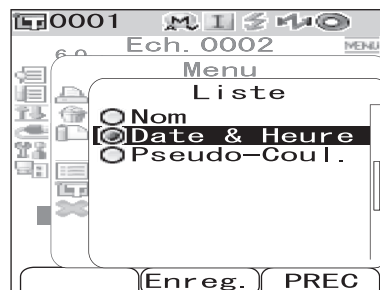 0001 M I
Ech. 0002 MENU
6.0
Menu
Liste
Nom
Date & Heure
Pseudo-Coul.
Enreg. PREC